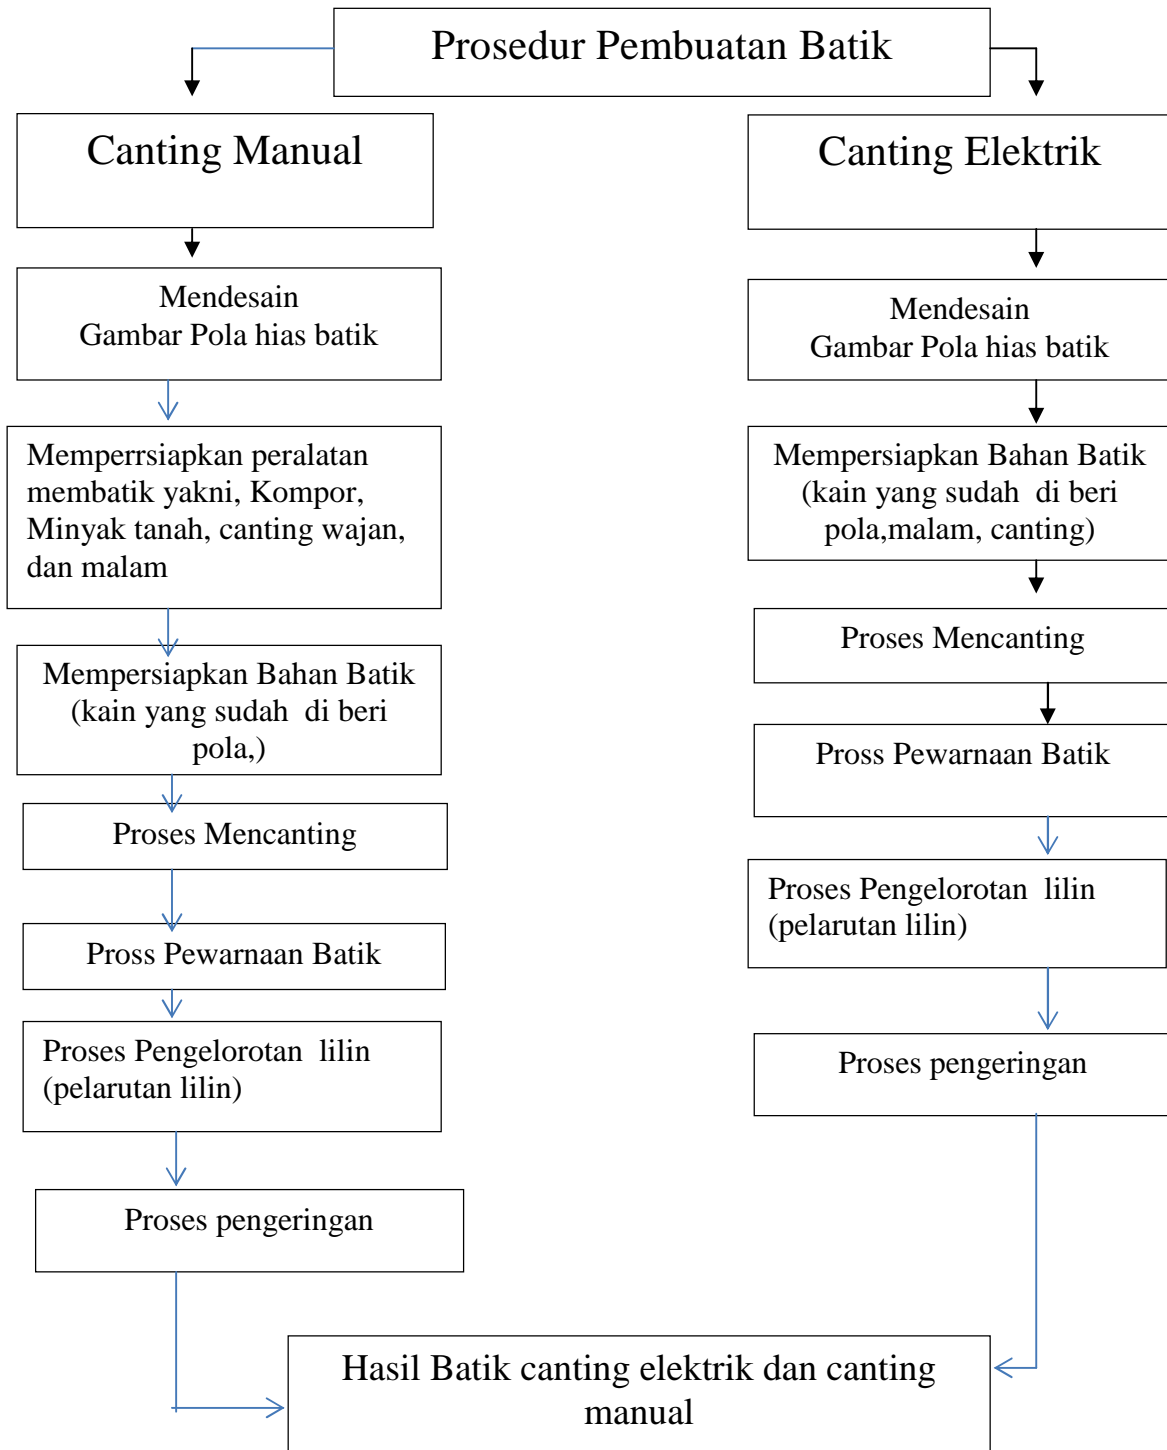 Prosedur Pembuatan Batik
Canting Manual
Mendesain
Gambar Pola hias batik
Memperrsiapkan peralatan
membatik yakni, Kompor,
Minyak tanah, canting wajan,
dan malam
Mempersiapkan Bahan Batik
(kain yang sudah di beri
pola,)
Proses Mencanting
Pross Pewarnaan Batik
Proses Pengelorotan lilin
(pelarutan lilin)
Proses pengeringan
Canting Elektrik
Mendesain
Gambar Pola hias batik
Mempersiapkan Bahan Batik
(kain yang sudah di beri
pola,malam, canting)
Proses Mencanting
Pross Pewarnaan Batik
Proses Pengelorotan lilin
(pelarutan lilin)
Proses pengeringan
Hasil Batik canting elektrik dan canting
manual